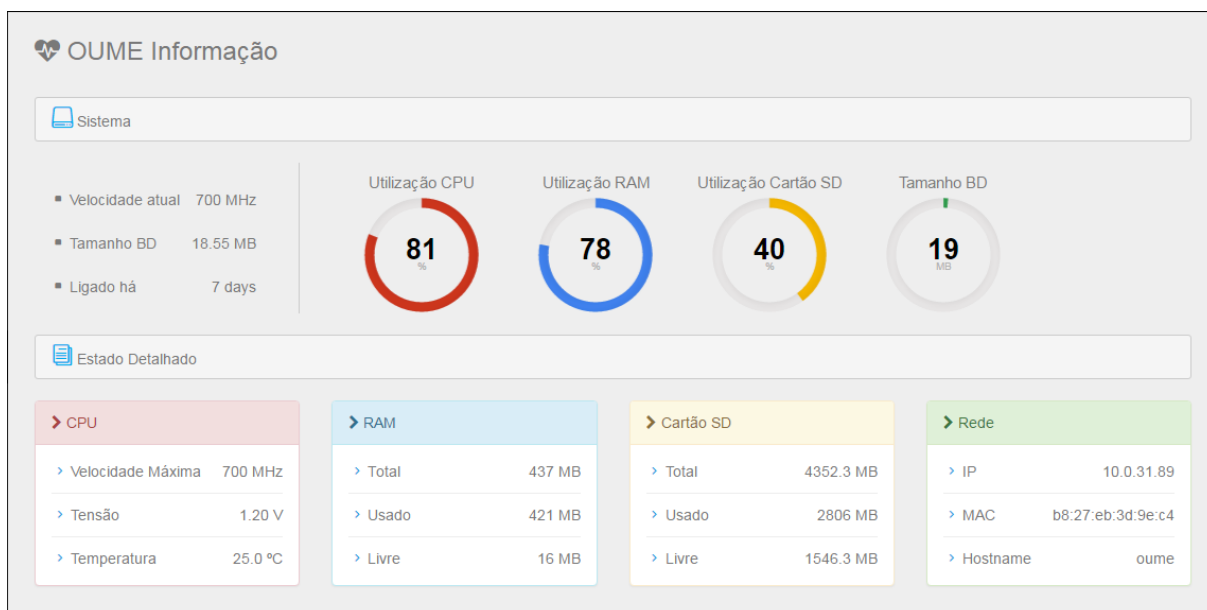 OUME Informação
Sistema
Velocidade atual 700 MHz
Tamanho BD 18.55 MB
Ligado há 7 days
Utilização CPU
81
%
Utilização RAM
78
%
Utilização Cartão SD
40
%
Tamanho BD
19
MB
Estado Detalhado
CPU
Velocidade Máxima 700 MHz
Tensão 1.20 V
Temperatura 25.0 ºC
RAM
Total 437 MB
Usado 421 MB
Livre 16 MB
Cartão SD
Total 4352.3 MB
Usado 2806 MB
Livre 1546.3 MB
Rede
IP 10.0.31.89
MAC b8:27:eb:3d:9e:c4
Hostname oume